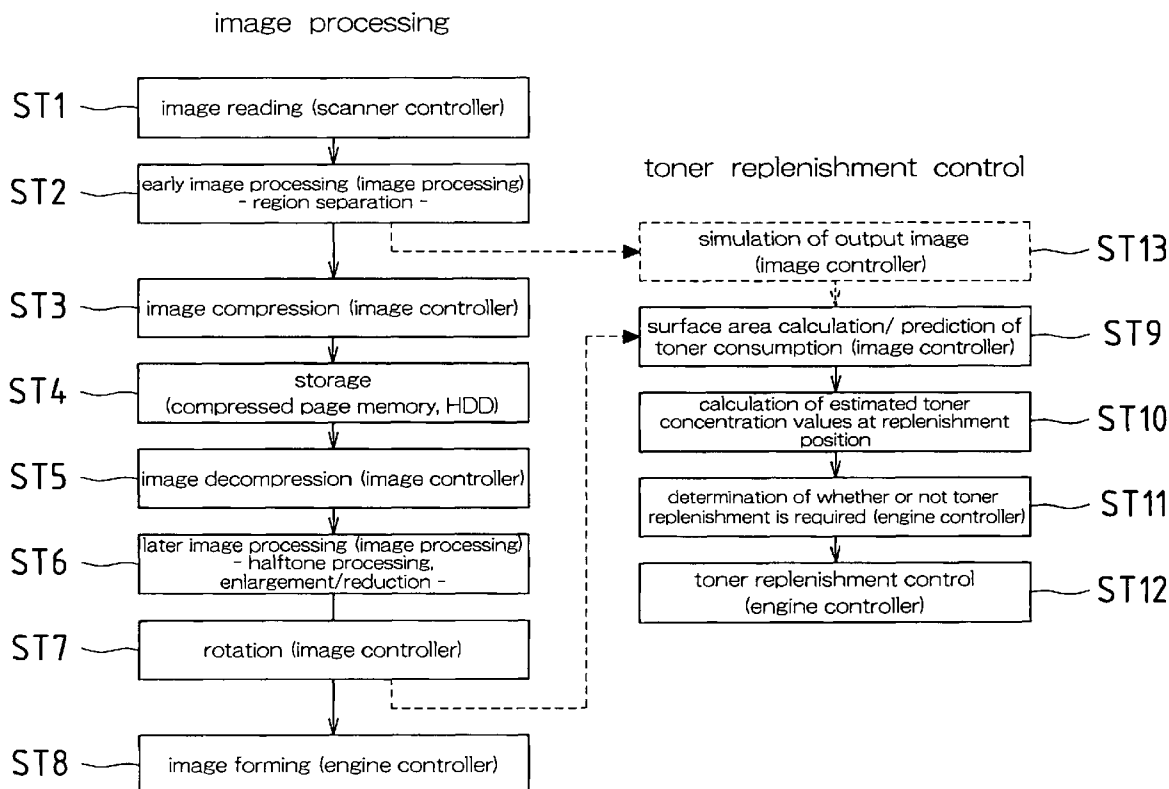 image processing
ST1
image reading (scanner controller)
ST2
early image processing (image processing)
- region separation -
ST3
image compression (image controller)
ST4
storage
(compressed page memory, HDD)
ST5
image decompression (image controller)
ST6
later image processing (image processing)
- halftone processing,
enlargement/reduction -
ST7
rotation (image controller)
ST8
image forming (engine controller)
toner replenishment control
simulation of output image
(image controller)
ST13
surface area calculation/ prediction of
toner consumption (image controller)
ST9
calculation of estimated toner
concentration values at replenishment
position
ST10
determination of whether or not toner
replenishment is required (engine controller)
ST11
toner replenishment control
(engine controller)
ST12